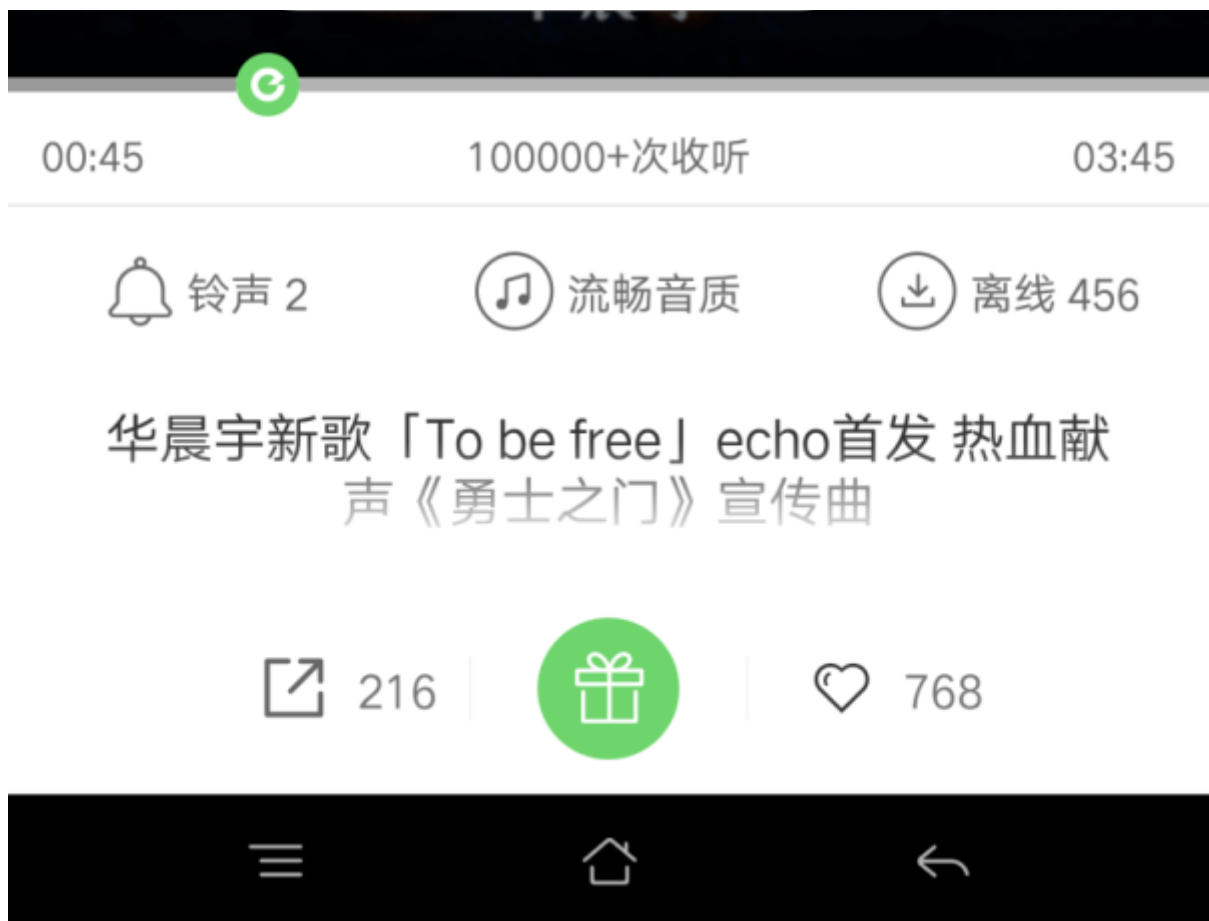 00:45 100000+次收听 03:45
铃声 2 流畅音质 离线 456
华晨宇新歌「To be free」echo首发 热血献
声《勇士之门》宣传曲
216 768